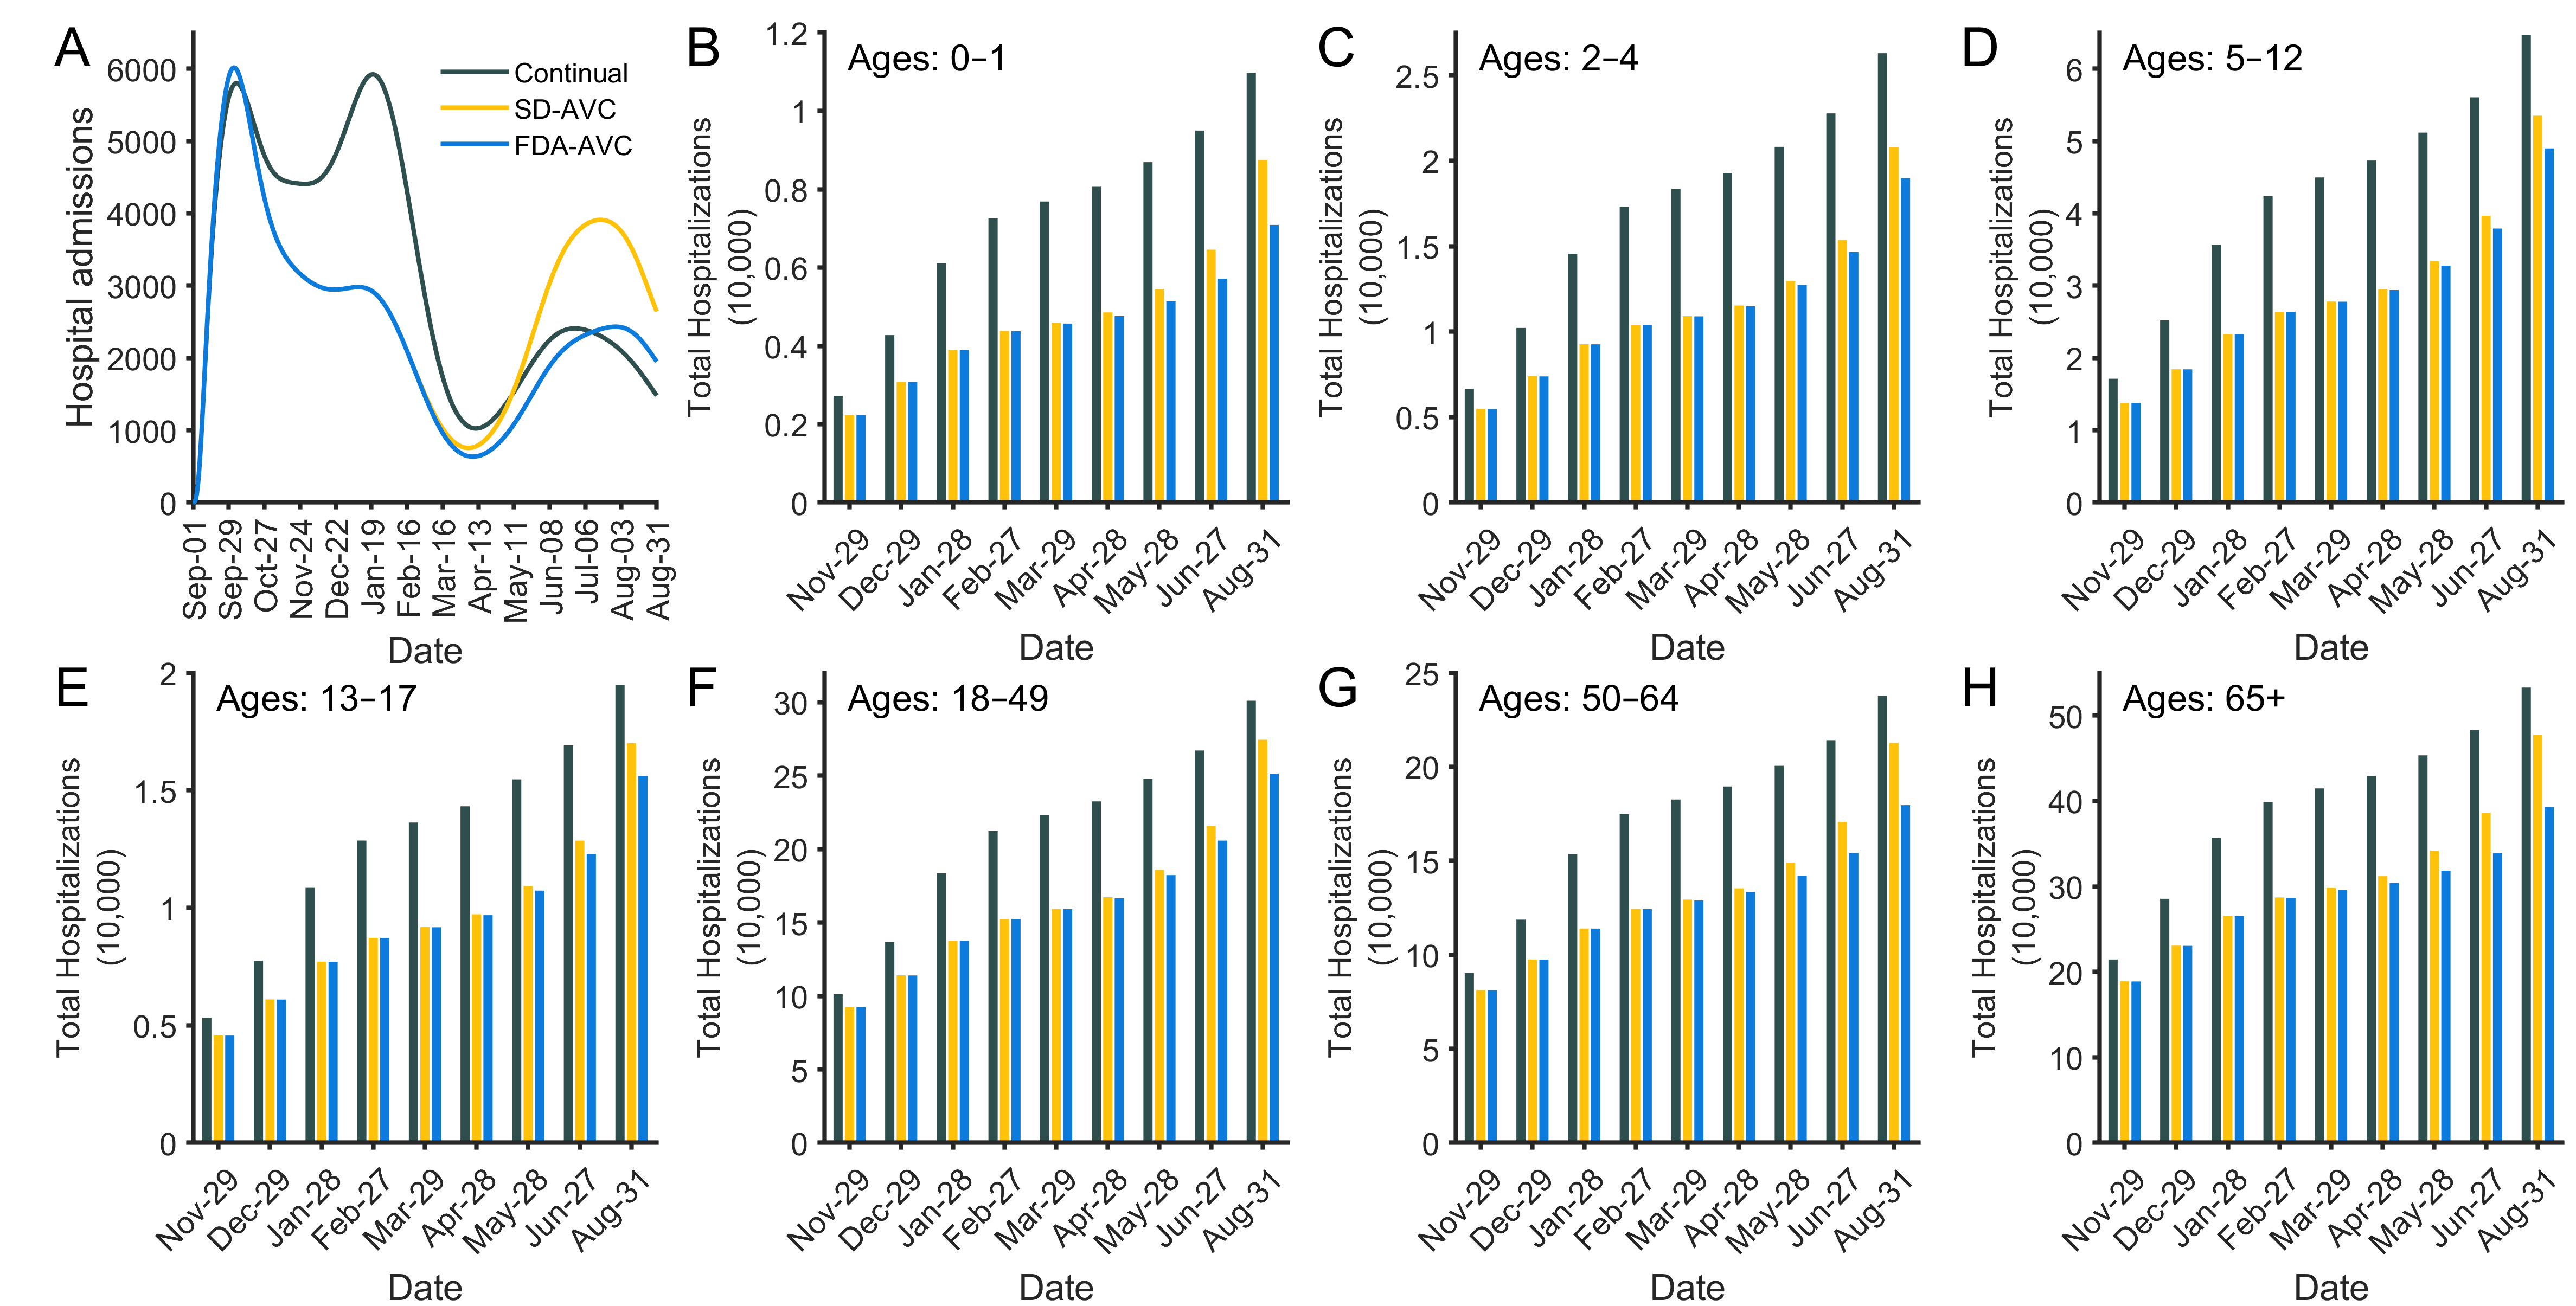 A
Hospital admissions
6000
5000
4000
3000
2000
1000
0
Continual
SD-AVC
FDA-AVC
Sep-01
Sep-29
Oct-27
Nov-24
Dec-22
Jan-19
Feb-16
Mar-16
Apr-13
May-11
Jun-08
Jul-06
Aug-03
Aug-31
Date
B
Ages: 0–1
Total Hospitalizations
(10,000)
1.2
1
0.8
0.6
0.4
0.2
0
Nov-29
Dec-29
Jan-28
Feb-27
Mar-29
Apr-28
May-28
Jun-27
Aug-31
Date
C
Ages: 2–4
Total Hospitalizations
(10,000)
2.5
2
1.5
1
0.5
0
Nov-29
Dec-29
Jan-28
Feb-27
Mar-29
Apr-28
May-28
Jun-27
Aug-31
Date
D
Ages: 5–12
Total Hospitalizations
(10,000)
6
5
4
3
2
1
0
Nov-29
Dec-29
Jan-28
Feb-27
Mar-29
Apr-28
May-28
Jun-27
Aug-31
Date
E
Ages: 13–17
Total Hospitalizations
(10,000)
2
1.5
1
0.5
0
Nov-29
Dec-29
Jan-28
Feb-27
Mar-29
Apr-28
May-28
Jun-27
Aug-31
Date
F
Ages: 18–49
Total Hospitalizations
(10,000)
30
25
20
15
10
5
0
Nov-29
Dec-29
Jan-28
Feb-27
Mar-29
Apr-28
May-28
Jun-27
Aug-31
Date
G
Ages: 50–64
Total Hospitalizations
(10,000)
25
20
15
10
5
0
Nov-29
Dec-29
Jan-28
Feb-27
Mar-29
Apr-28
May-28
Jun-27
Aug-31
Date
H
Ages: 65+
Total Hospitalizations
(10,000)
50
40
30
20
10
0
Nov-29
Dec-29
Jan-28
Feb-27
Mar-29
Apr-28
May-28
Jun-27
Aug-31
Date